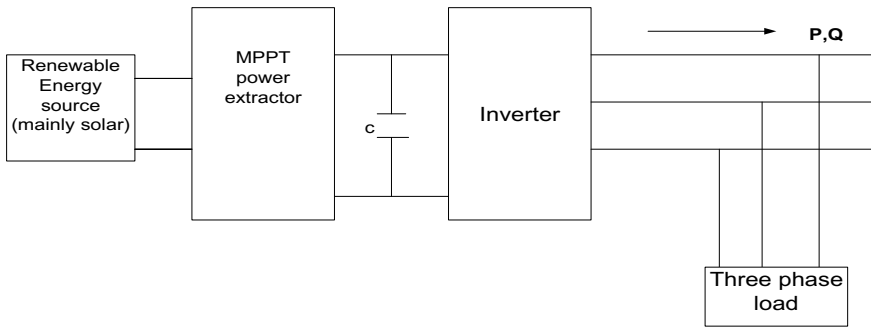 Renewable
Energy
source
(mainly solar)
MPPT
power
extractor
c
Inverter
P,Q
Three phase
load